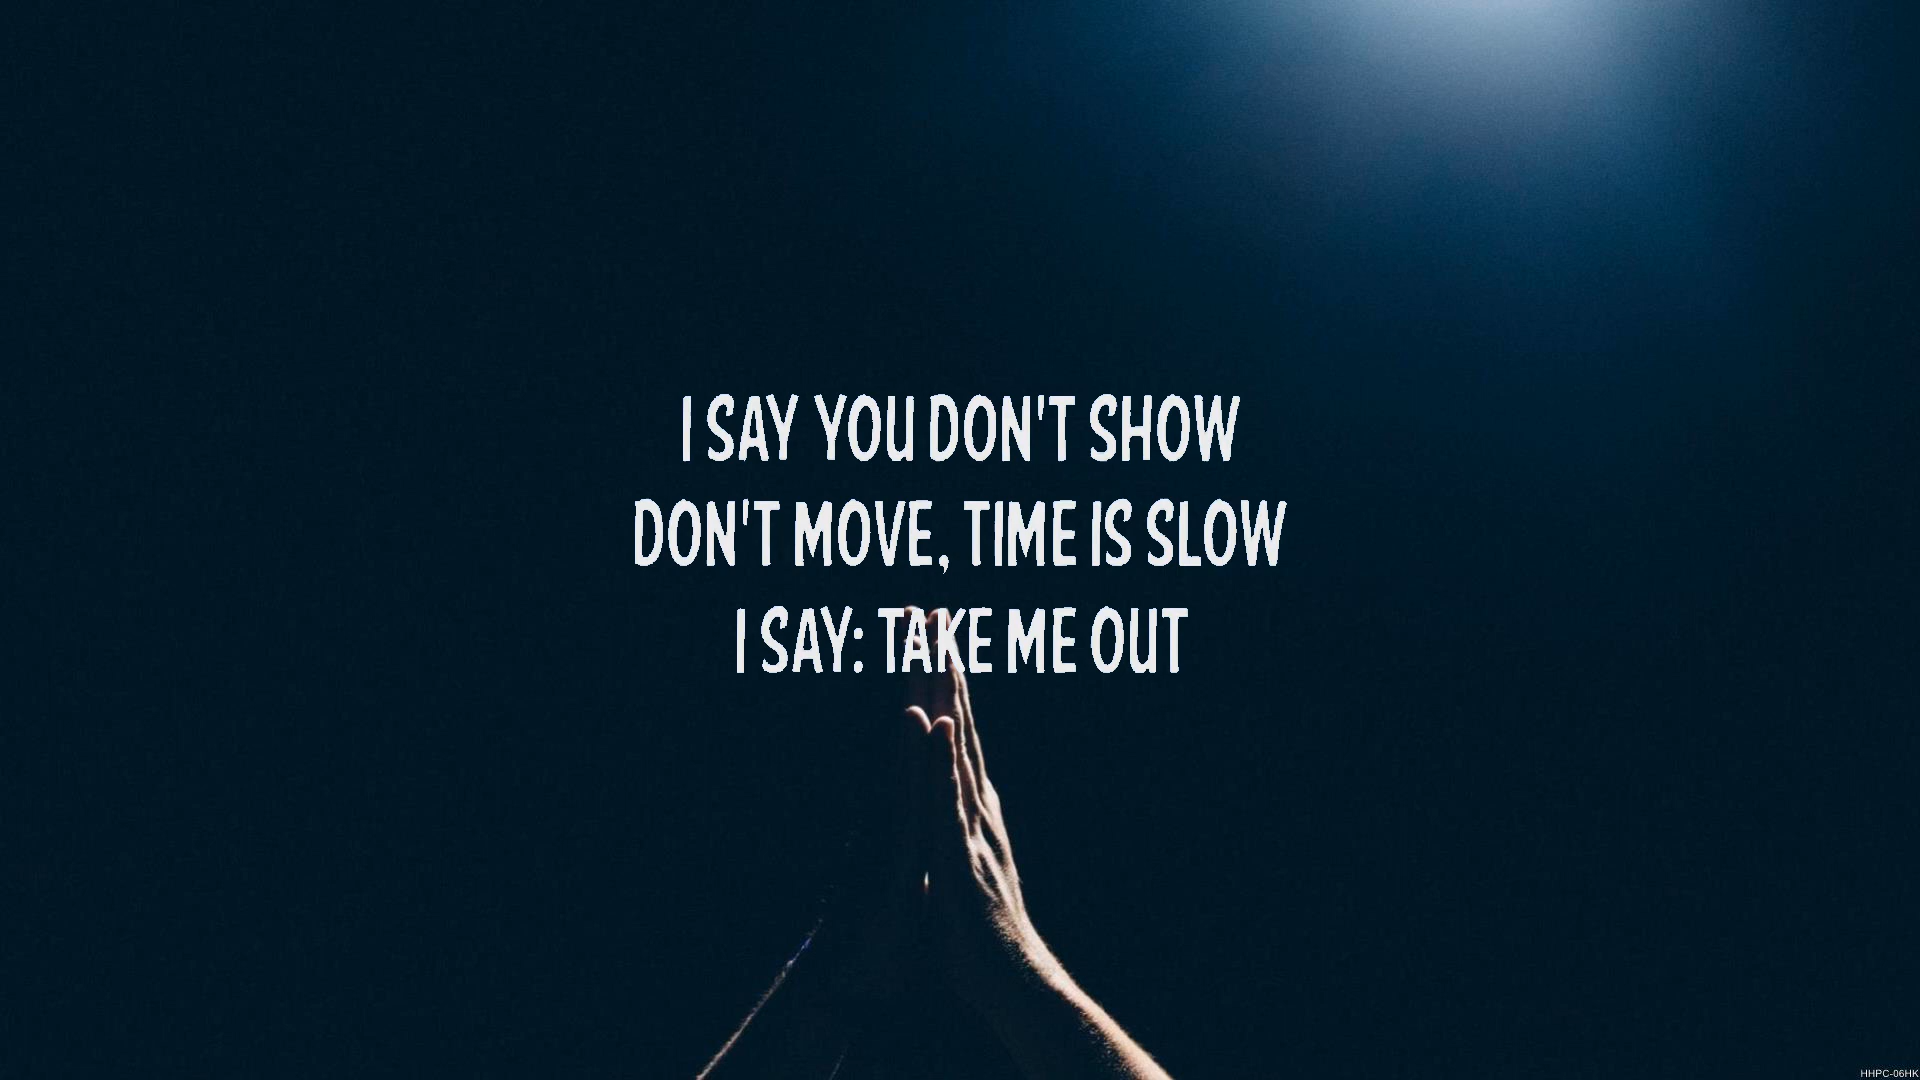 I SAY YOU DON'T SHOW
DON'T MOVE, TIME IS SLOW
I SAY: TAKE ME OUT
HHPC-06HK